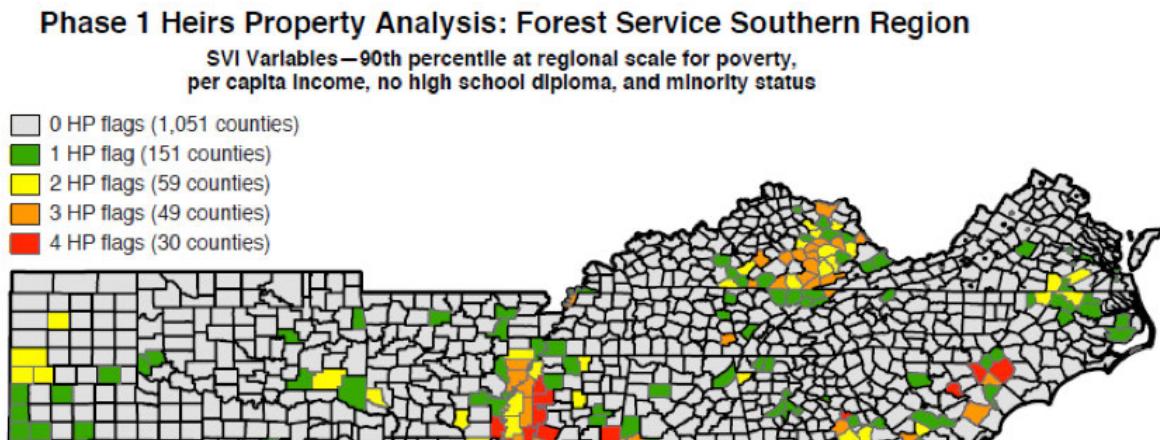 Phase 1 Heirs Property Analysis: Forest Service Southern Region
SVI Variables—90th percentile at regional scale for poverty,
per capita income, no high school diploma, and minority status
0 HP flags (1,051 counties)
1 HP flag (151 counties)
2 HP flags (59 counties)
3 HP flags (49 counties)
4 HP flags (30 counties)